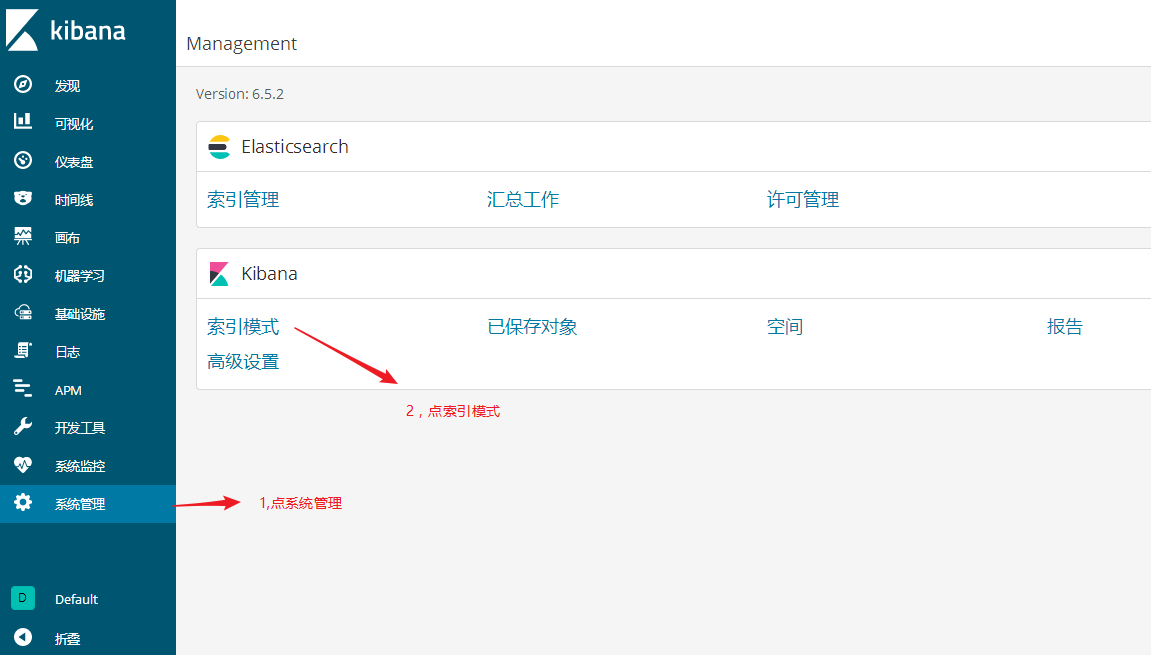 kibana
发现
可视化
仪表盘
时间线
画布
机器学习
基础设施
日志
APM
开发工具
系统监控
系统管理
D Default
折叠
Management
Version: 6.5.2
Elasticsearch
索引管理 汇总工作 许可管理
Kibana
索引模式 已保存对象 空间 报告
高级设置
2，点索引模式
1,点系统管理